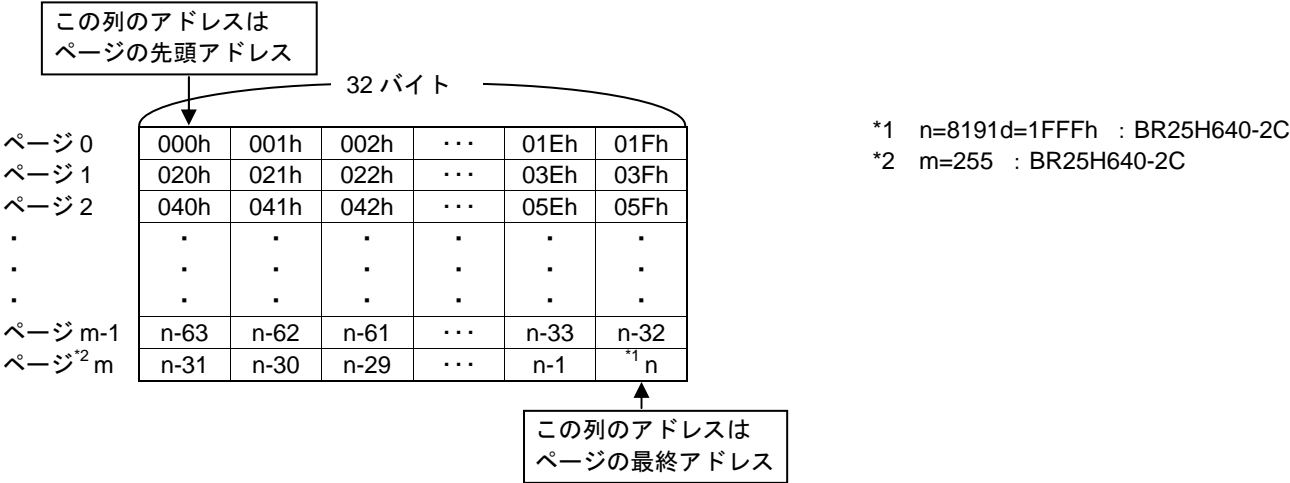 この列のアドレスは
ページの先頭アドレス
32 バイト
ページ 0 000h 001h 002h ・・・ 01Eh 01Fh
ページ 1 020h 021h 022h ・・・ 03Eh 03Fh
ページ 2 040h 041h 042h ・・・ 05Eh 05Fh
・ ・ ・ ・ ・ ・ ・
・ ・ ・ ・ ・ ・ ・
・ ・ ・ ・ ・ ・ ・
ページ m-1 n-63 n-62 n-61 ・・・ n-33 n-32
ページ*2 m n-31 n-30 n-29 ・・・ n-1 *1 n
この列のアドレスは
ページの最終アドレス
*1 n=8191d=1FFFh : BR25H640-2C
*2 m=255 : BR25H640-2C